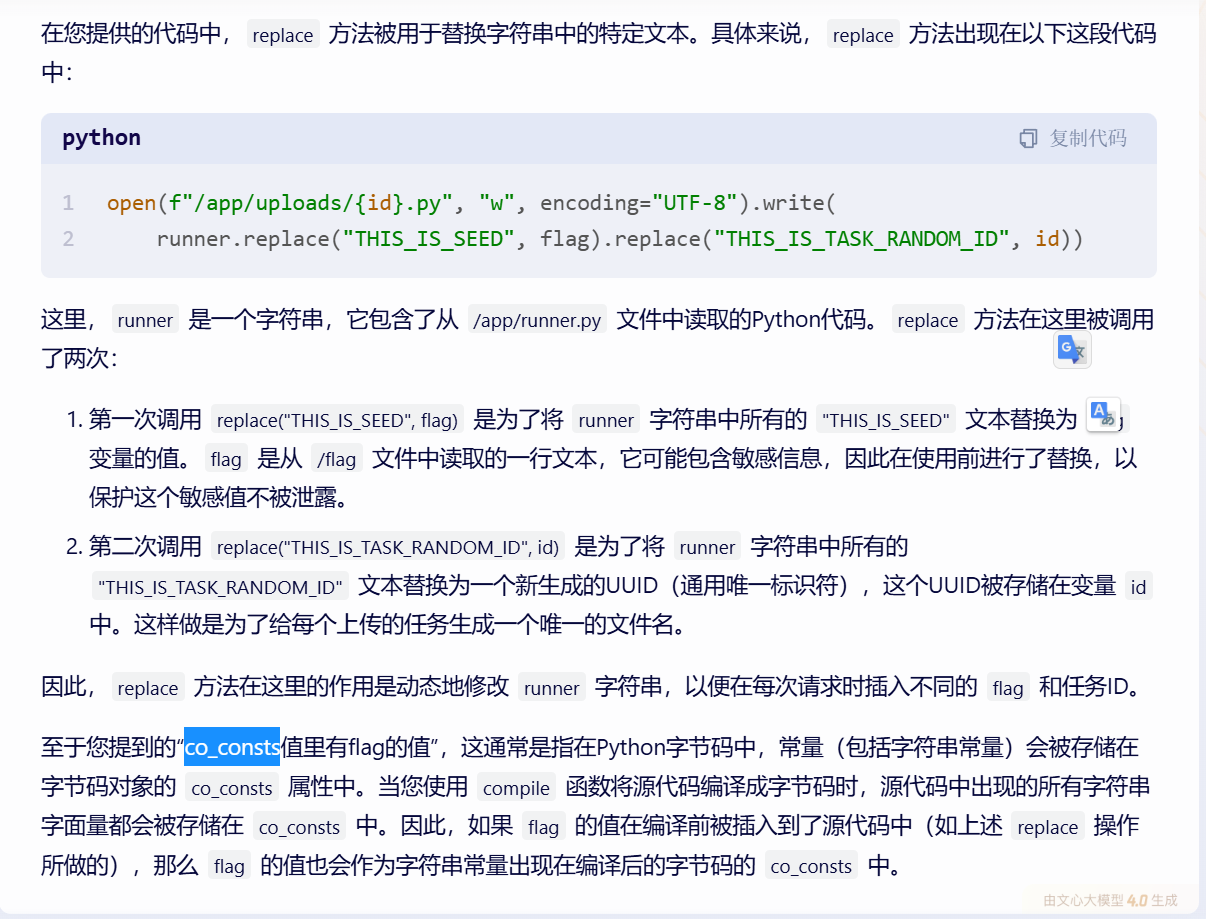 在您提供的代码中， replace 方法被用于替换字符串中的特定文本。具体来说， replace 方法出现在以下这段代码
中：
python
复制代码
1 open(f"/app/uploads/{id}.py", "w", encoding="UTF-8").write(
2     runner.replace("THIS_IS_SEED", flag).replace("THIS_IS_TASK_RANDOM_ID", id))
这里， runner 是一个字符串，它包含了从 /app/runner.py 文件中读取的Python代码。 replace 方法在这里被调用
了两次：
1. 第一次调用 replace("THIS_IS_SEED", flag) 是为了将 runner 字符串中所有的 "THIS_IS_SEED" 文本替换为
变量的值。 flag 是从 /flag 文件中读取的一行文本，它可能包含敏感信息，因此在使用前进行了替换，以
保护这个敏感值不被泄露。
2. 第二次调用 replace("THIS_IS_TASK_RANDOM_ID", id) 是为了将 runner 字符串中所有的
"THIS_IS_TASK_RANDOM_ID" 文本替换为一个新生成的UUID（通用唯一标识符），这个UUID被存储在变量 id
中。这样做是为了给每个上传的任务生成一个唯一的文件名。
因此， replace 方法在这里的作用是动态地修改 runner 字符串，以便在每次请求时插入不同的 flag 和任务ID。
至于您提到的“co_consts值里有flag的值”，这通常是指在Python字节码中，常量（包括字符串常量）会被存储在
字节码对象的 co_consts 属性中。当您使用 compile 函数将源代码编译成字节码时，源代码中出现的所有字符串
字面量都会被存储在 co_consts 中。因此，如果 flag 的值在编译前被插入到了源代码中（如上述 replace 操作
所做的），那么 flag 的值也会作为字符串常量出现在编译后的字节码的 co_consts 中。
由文心大模型 4.0 生成